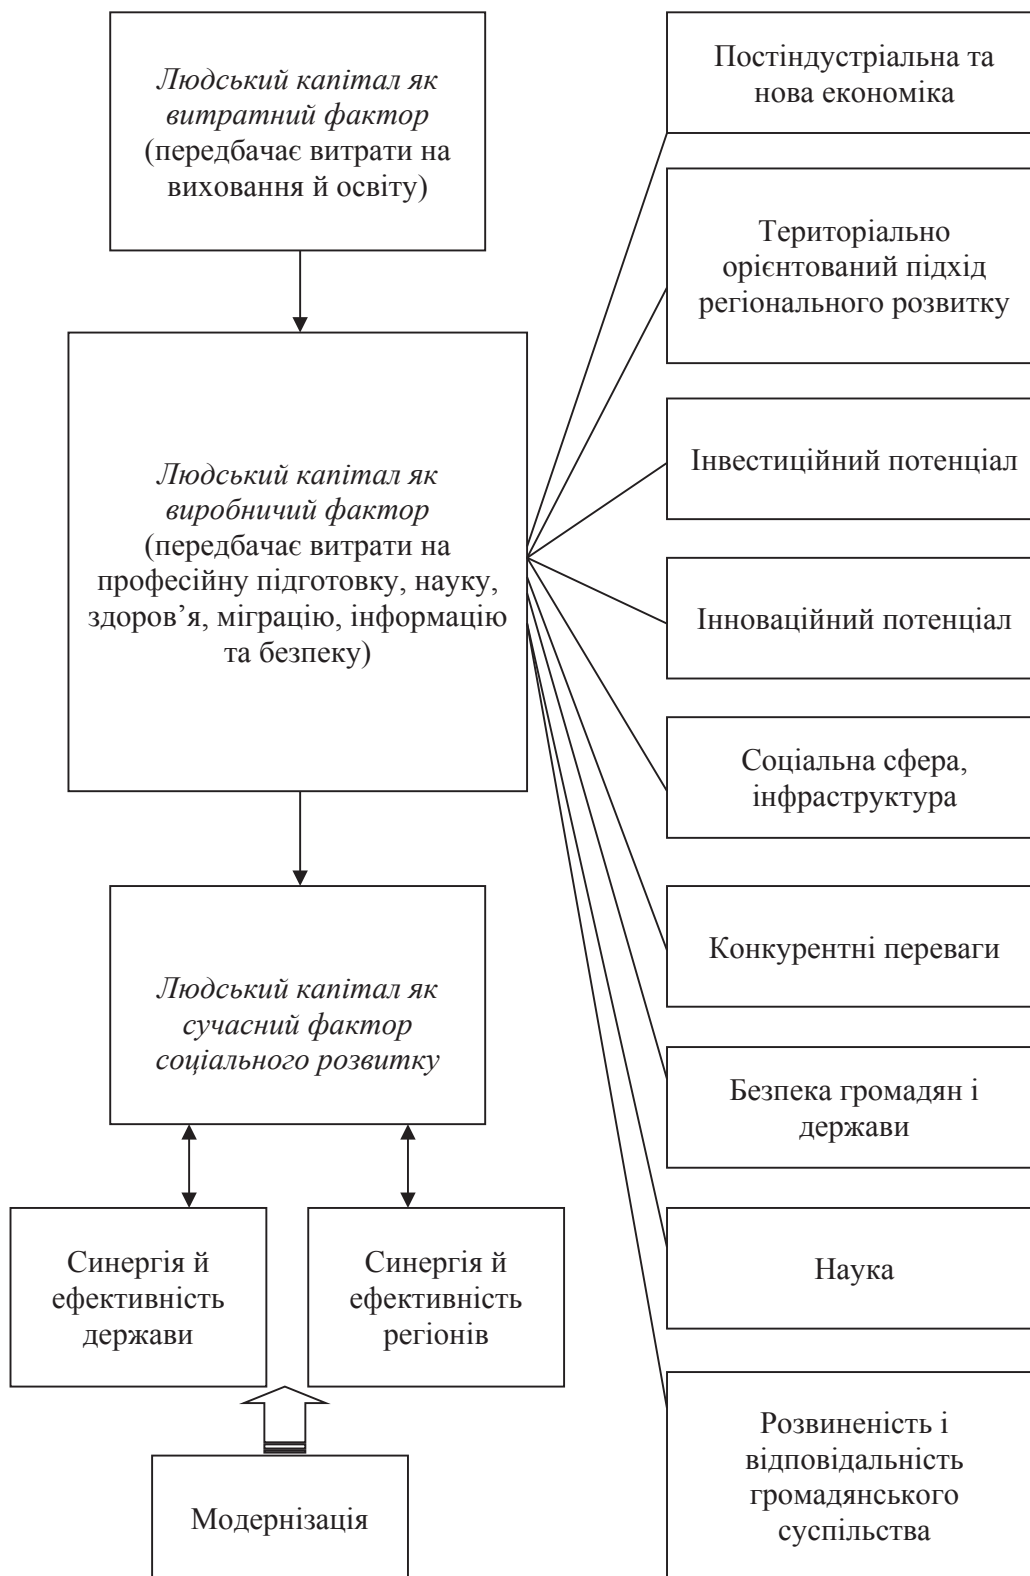 Людський капітал як
витратний фактор
(передбачає витрати на
виховання й освіту)
Людський капітал як
виробничий фактор
(передбачає витрати на
професійну підготовку, науку,
здоров’я, міграцію, інформацію
та безпеку)
Людський капітал як
сучасний фактор
соціального розвитку
Синергія й
ефективність
держави
Синергія й
ефективність
регіонів
Модернізація
Постіндустріальна та
нова економіка
Територіально
орієнтований підхід
регіонального розвитку
Інвестиційний потенціал
Інноваційний потенціал
Соціальна сфера,
інфраструктура
Конкурентні переваги
Безпека громадян і
держави
Наука
Розвиненість і
відповідальність
громадянського
суспільства